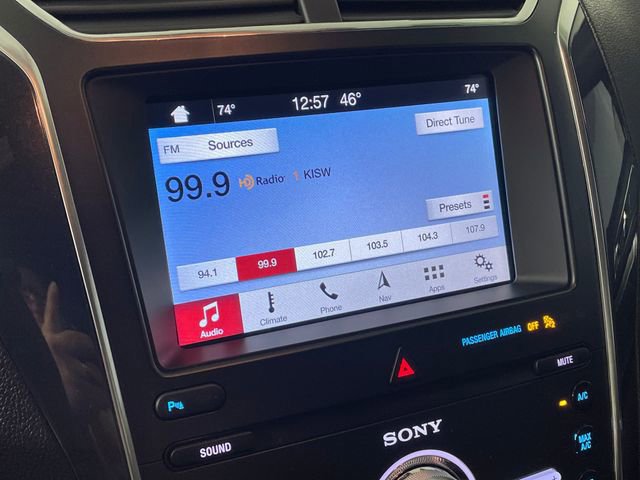 74° 12:57 46° 74°
FM Sources Direct Tune
99.9 HD Radio 1 KISW
Presets
94.1 99.9 102.7 103.5 104.3 107.9
Audio Climate Phone Nav Apps Settings
PASSENGER AIRBAG OFF
MUTE
A/C
SONY
SOUND
MAX A/C